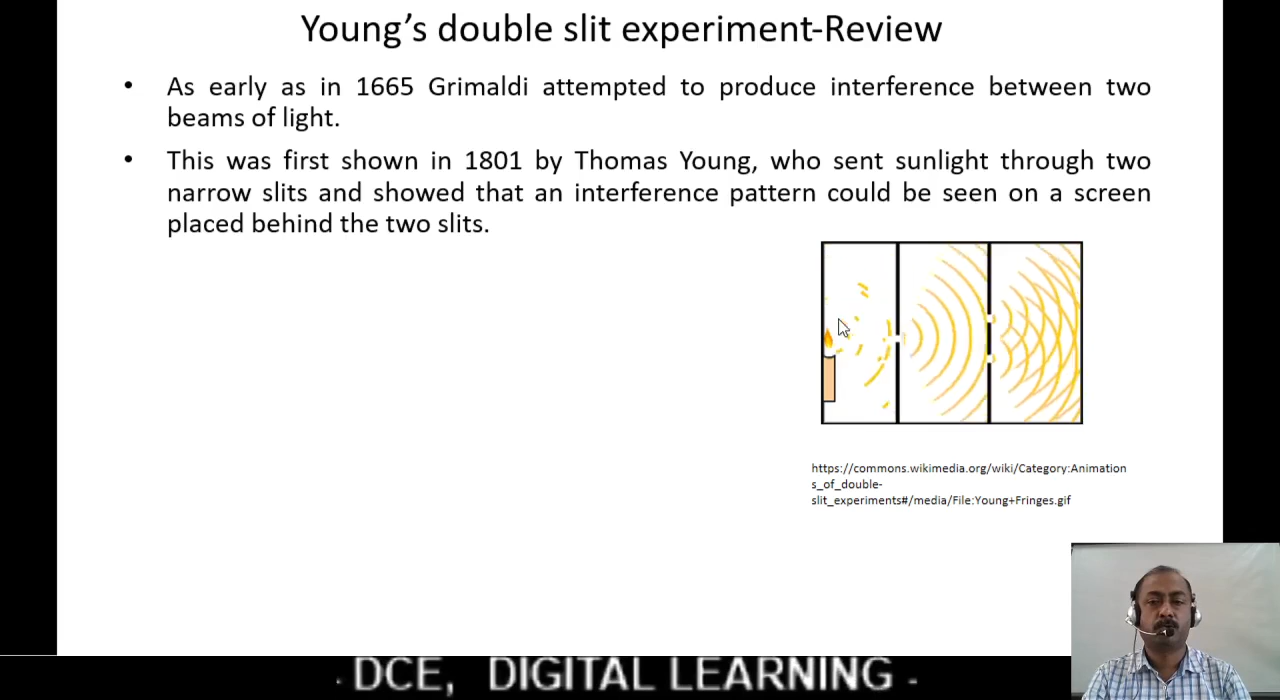 Young’s double slit experiment-Review
• As early as in 1665 Grimaldi attempted to produce interference between two
beams of light.
• This was first shown in 1801 by Thomas Young, who sent sunlight through two
narrow slits and showed that an interference pattern could be seen on a screen
placed behind the two slits.
https://commons.wikimedia.org/wiki/Category:Animation
s_of_double-
slit_experiments#/media/File:Young+Fringes.gif
. DCE, DIGITAL LEARNING -